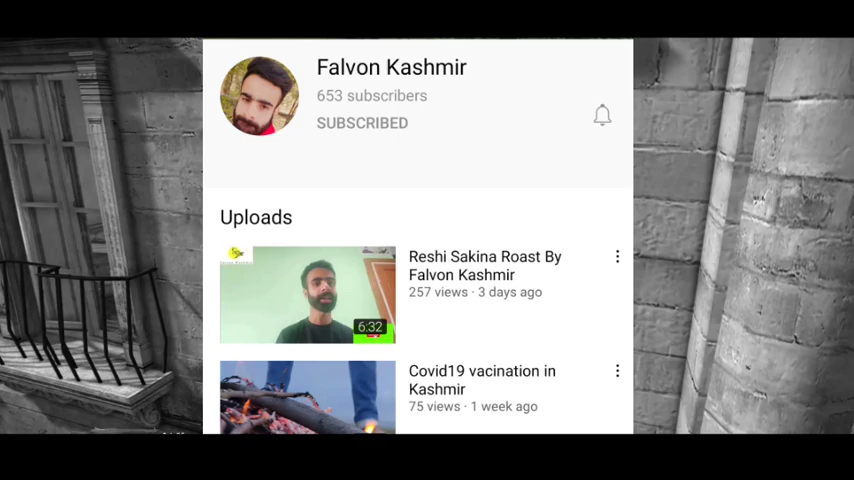 Falvon Kashmir
653 subscribers
SUBSCRIBED
Uploads
Reshi Sakina Roast By
Falvon Kashmir
257 views · 3 days ago
6:32
Covid19 vacination in
Kashmir
75 views · 1 week ago